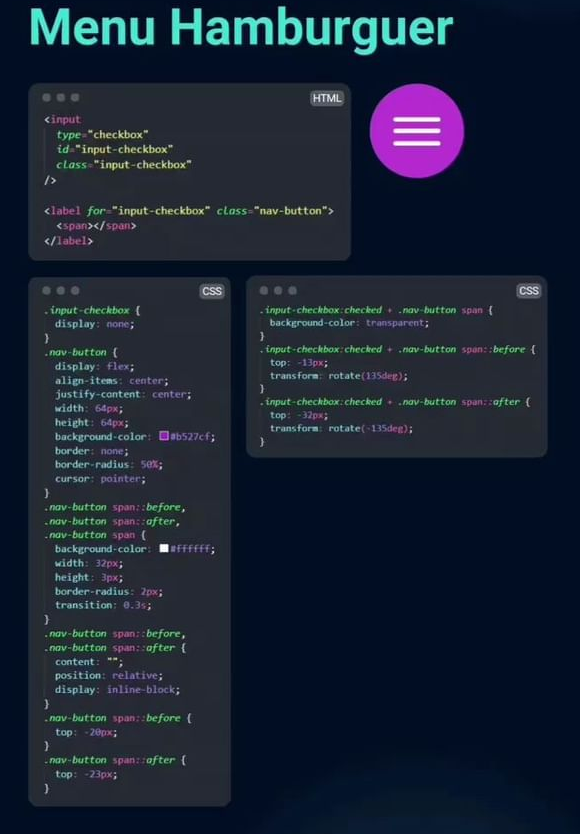 Menu Hamburguer
HTML
<input
type="checkbox"
id="input-checkbox"
class="input-checkbox"
/>
<label for="input-checkbox" class="nav-button">
<span></span>
</label>
CSS
.input-checkbox {
display: none;
}
.nav-button {
display: flex;
align-items: center;
justify-content: center;
width: 64px;
height: 64px;
background-color: #b527cf;
border: none;
border-radius: 50%;
cursor: pointer;
}
.nav-button span::before,
.nav-button span::after,
.nav-button span {
background-color: #ffffff;
width: 32px;
height: 3px;
border-radius: 2px;
transition: 0.3s;
}
.nav-button span::before,
.nav-button span::after {
content: "";
position: relative;
display: inline-block;
}
.nav-button span::before {
top: -20px;
}
.nav-button span::after {
top: -23px;
}
CSS
.input-checkbox:checked + .nav-button span {
background-color: transparent;
}
.input-checkbox:checked + .nav-button span::before {
top: -13px;
transform: rotate(135deg);
}
.input-checkbox:checked + .nav-button span::after {
top: -32px;
transform: rotate(-135deg);
}